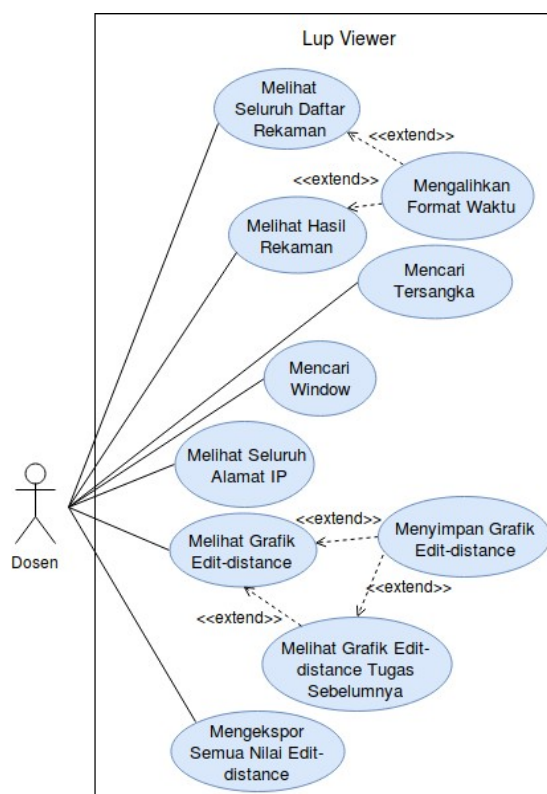 Lup Viewer
Melihat
Seluruh Daftar
Rekaman
<<extend>>
<<extend>>
Mengalihkan
Format Waktu
Melihat Hasil
Rekaman
Mencari
Tersangka
Mencari
Window
Melihat Seluruh
Alamat IP
Dosen
Melihat Grafik
Edit-distance
<<extend>>
Menyimpan Grafik
Edit-distance
<<extend>>
<<extend>>
Melihat Grafik Edit-
distance Tugas
Sebelumnya
Mengekspor
Semua Nilai Edit-
distance